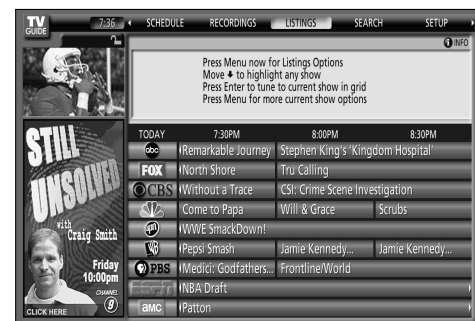 TV GUIDE
7:36
SCHEDULE RECORDINGS LISTINGS SEARCH SETUP
INFO
Press Menu now for Listings Options
Move to highlight any show
Press Enter to tune to current show in grid
Press Menu for more current show options
STILL
UNSOLVED
with
Craig Smith
Friday
10:00pm
CHANNEL
9
CLICK HERE
TODAY 7:30PM 8:00PM 8:30PM
abc Remarkable Journey Stephen King's 'Kingdom Hospital'
FOX North Shore Tru Calling
CBS Without a Trace CSI: Crime Scene Investigation
Come to Papa Will & Grace Scrubs
upn WWE SmackDown!
WB Pepsi Smash Jamie Kennedy... Jamie Kennedy...
PBS Medici: Godfathers... Frontline/World
ESPN NBA Draft
amc Patton